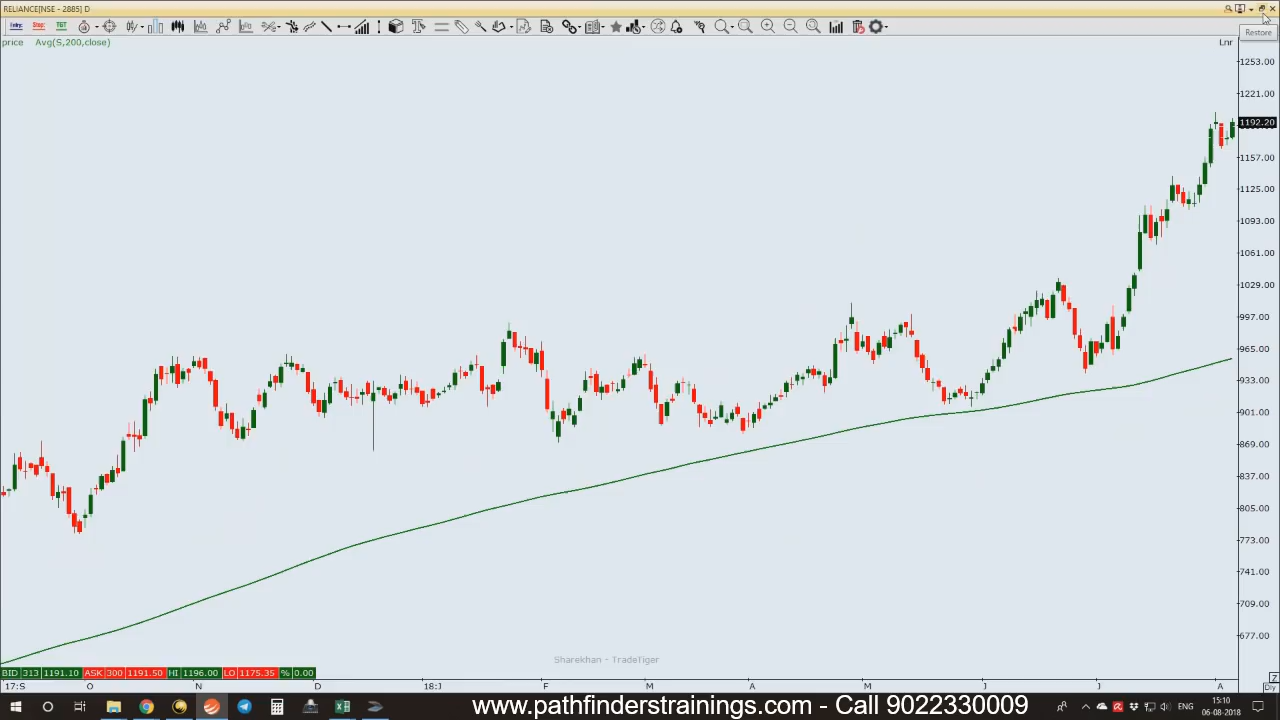 RELIANCE[NSE - 2885] D
Restore
price Avg(S,200,close)
Lnr
1253.00
1221.00
1192.20
1157.00
1125.00
1093.00
1061.00
1029.00
997.00
965.00
933.00
901.00
869.00
837.00
805.00
773.00
741.00
709.00
677.00
Sharekhan - TradeTiger
BID 313 1191.10 ASK 300 1191.50 HI 1196.00 LO 1175.35 % 0.00
17:S O N D 18:J F M A M J J A
15:10
ENG
06-08-2018
www.pathfinderstrainings.com - Call 9022330009